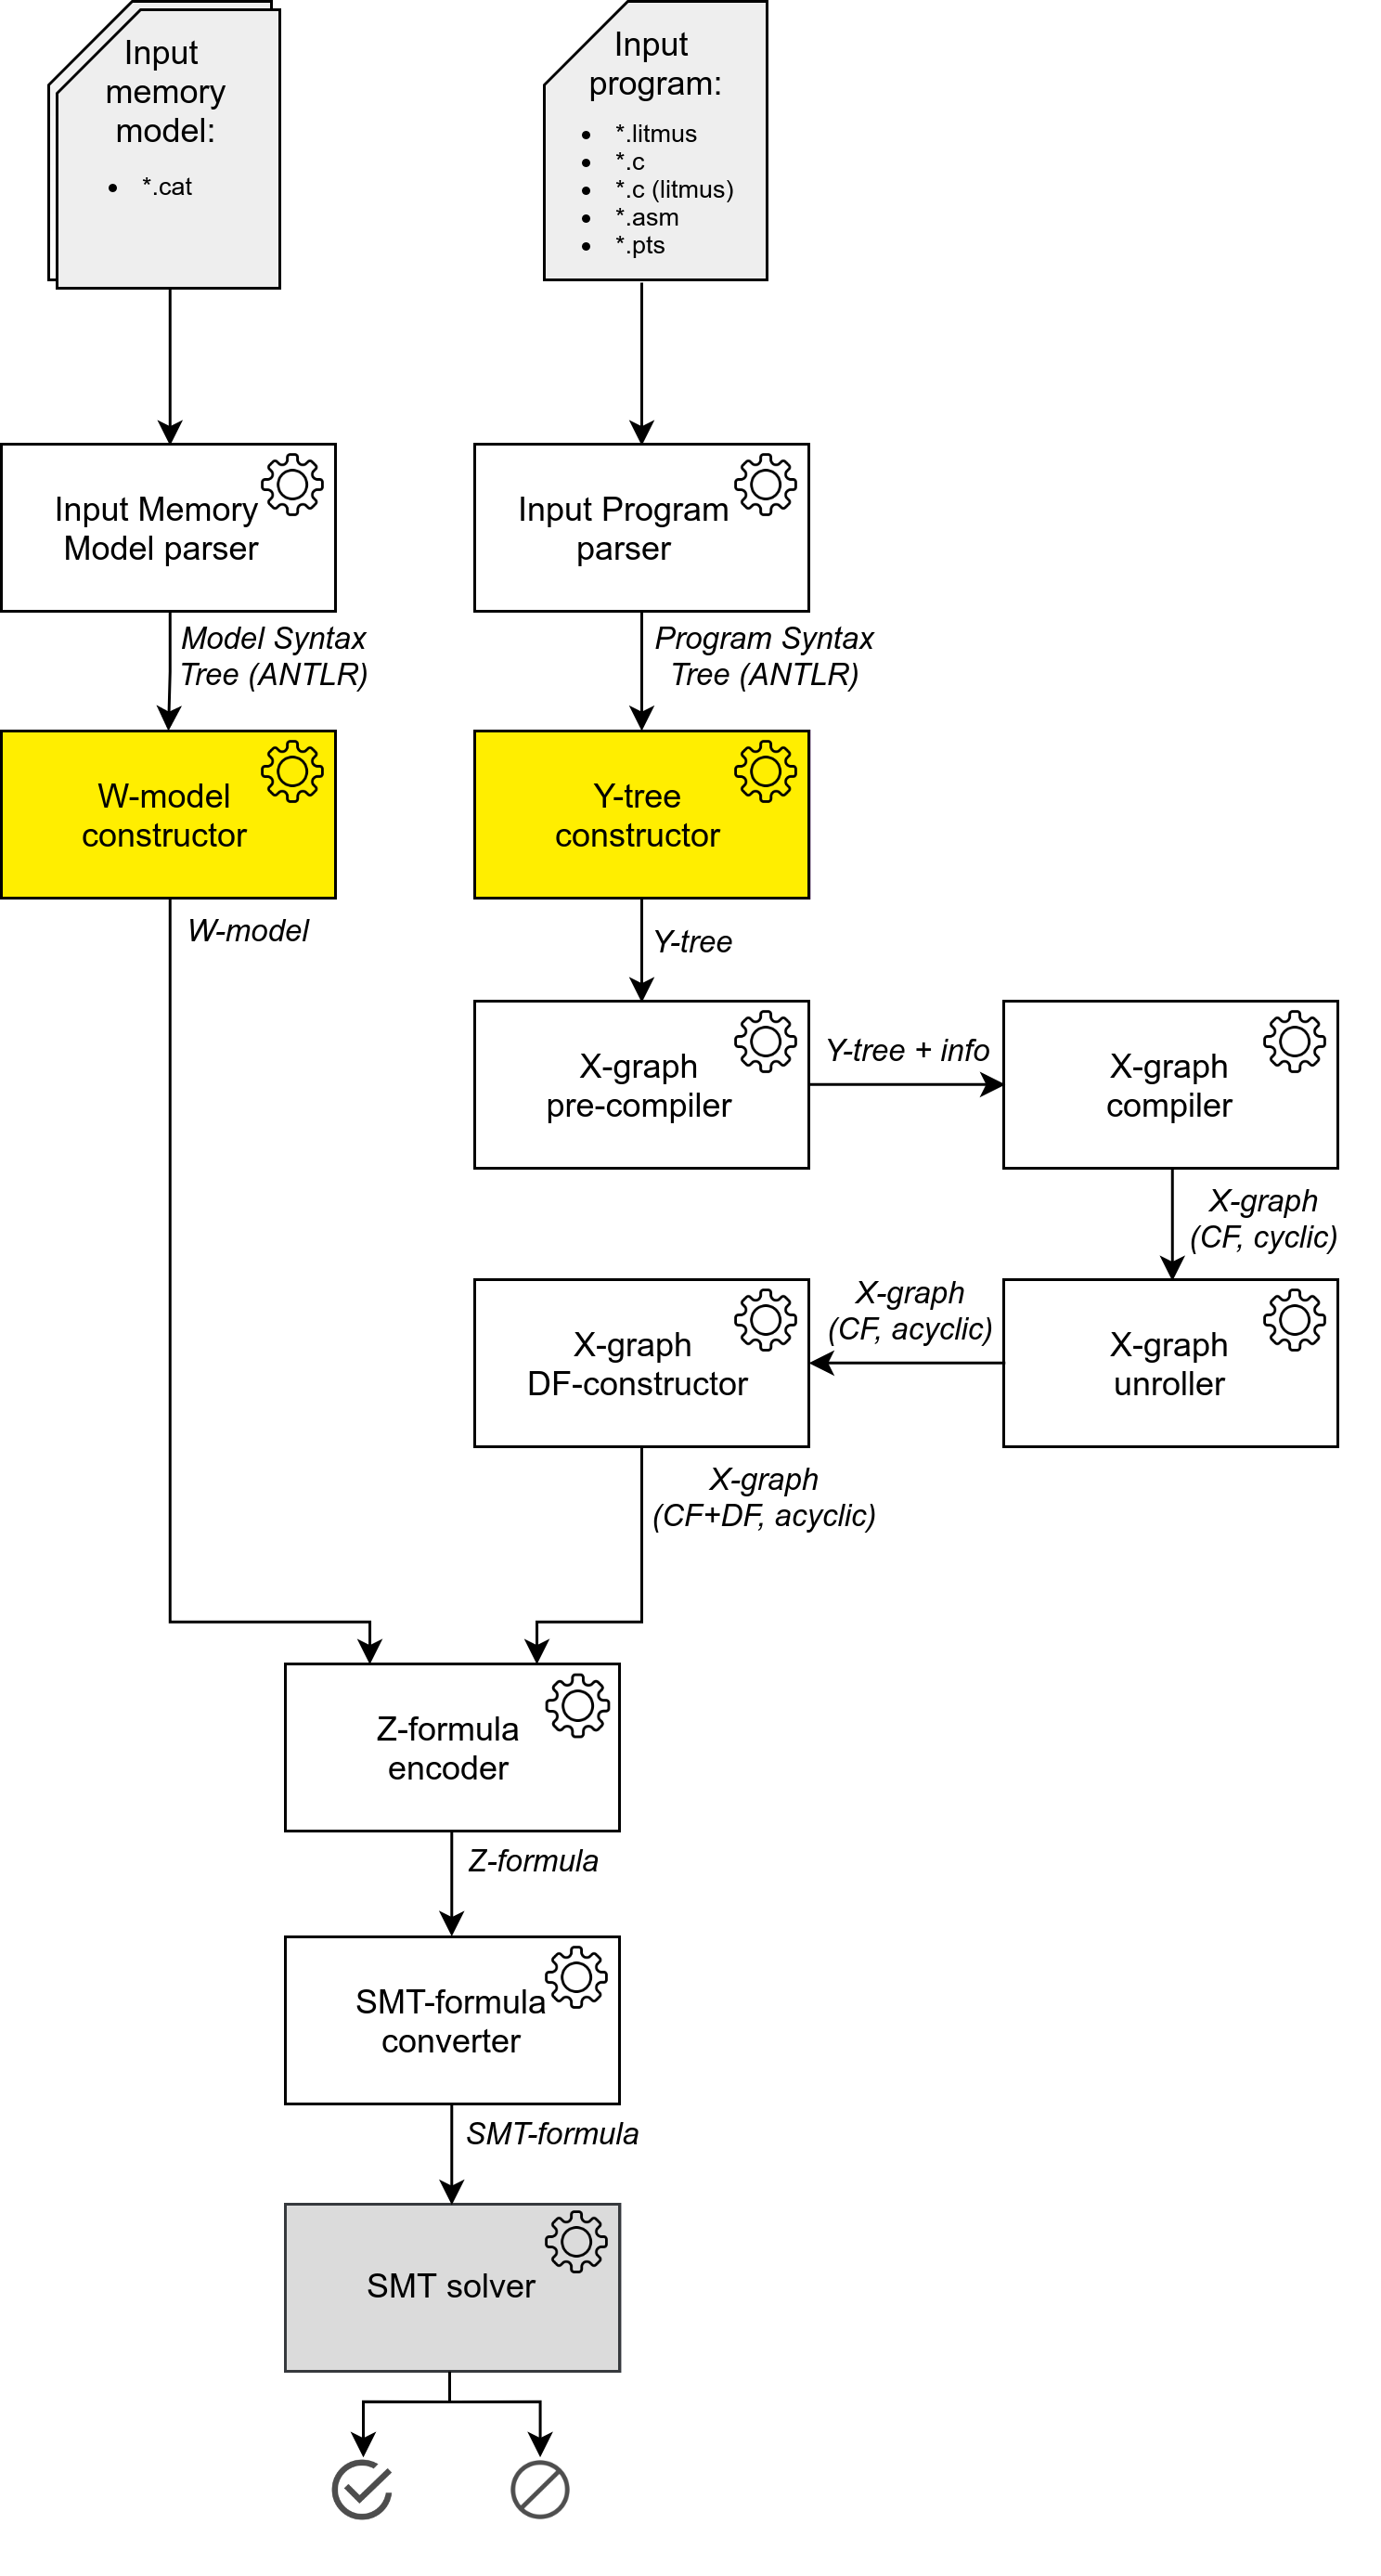 Input
memory
model:
• *.cat
Input
program:
• *.litmus
• *.c
• *.c (litmus)
• *.asm
• *.pts
Input Memory
Model parser
Input Program
parser
Model Syntax
Tree (ANTLR)
Program Syntax
Tree (ANTLR)
W-model
constructor
Y-tree
constructor
W-model
Y-tree
X-graph
pre-compiler
Y-tree + info
X-graph
compiler
X-graph
(CF, cyclic)
X-graph
unroller
X-graph
(CF, acyclic)
X-graph
DF-constructor
X-graph
(CF+DF, acyclic)
Z-formula
encoder
Z-formula
SMT-formula
converter
SMT-formula
SMT solver